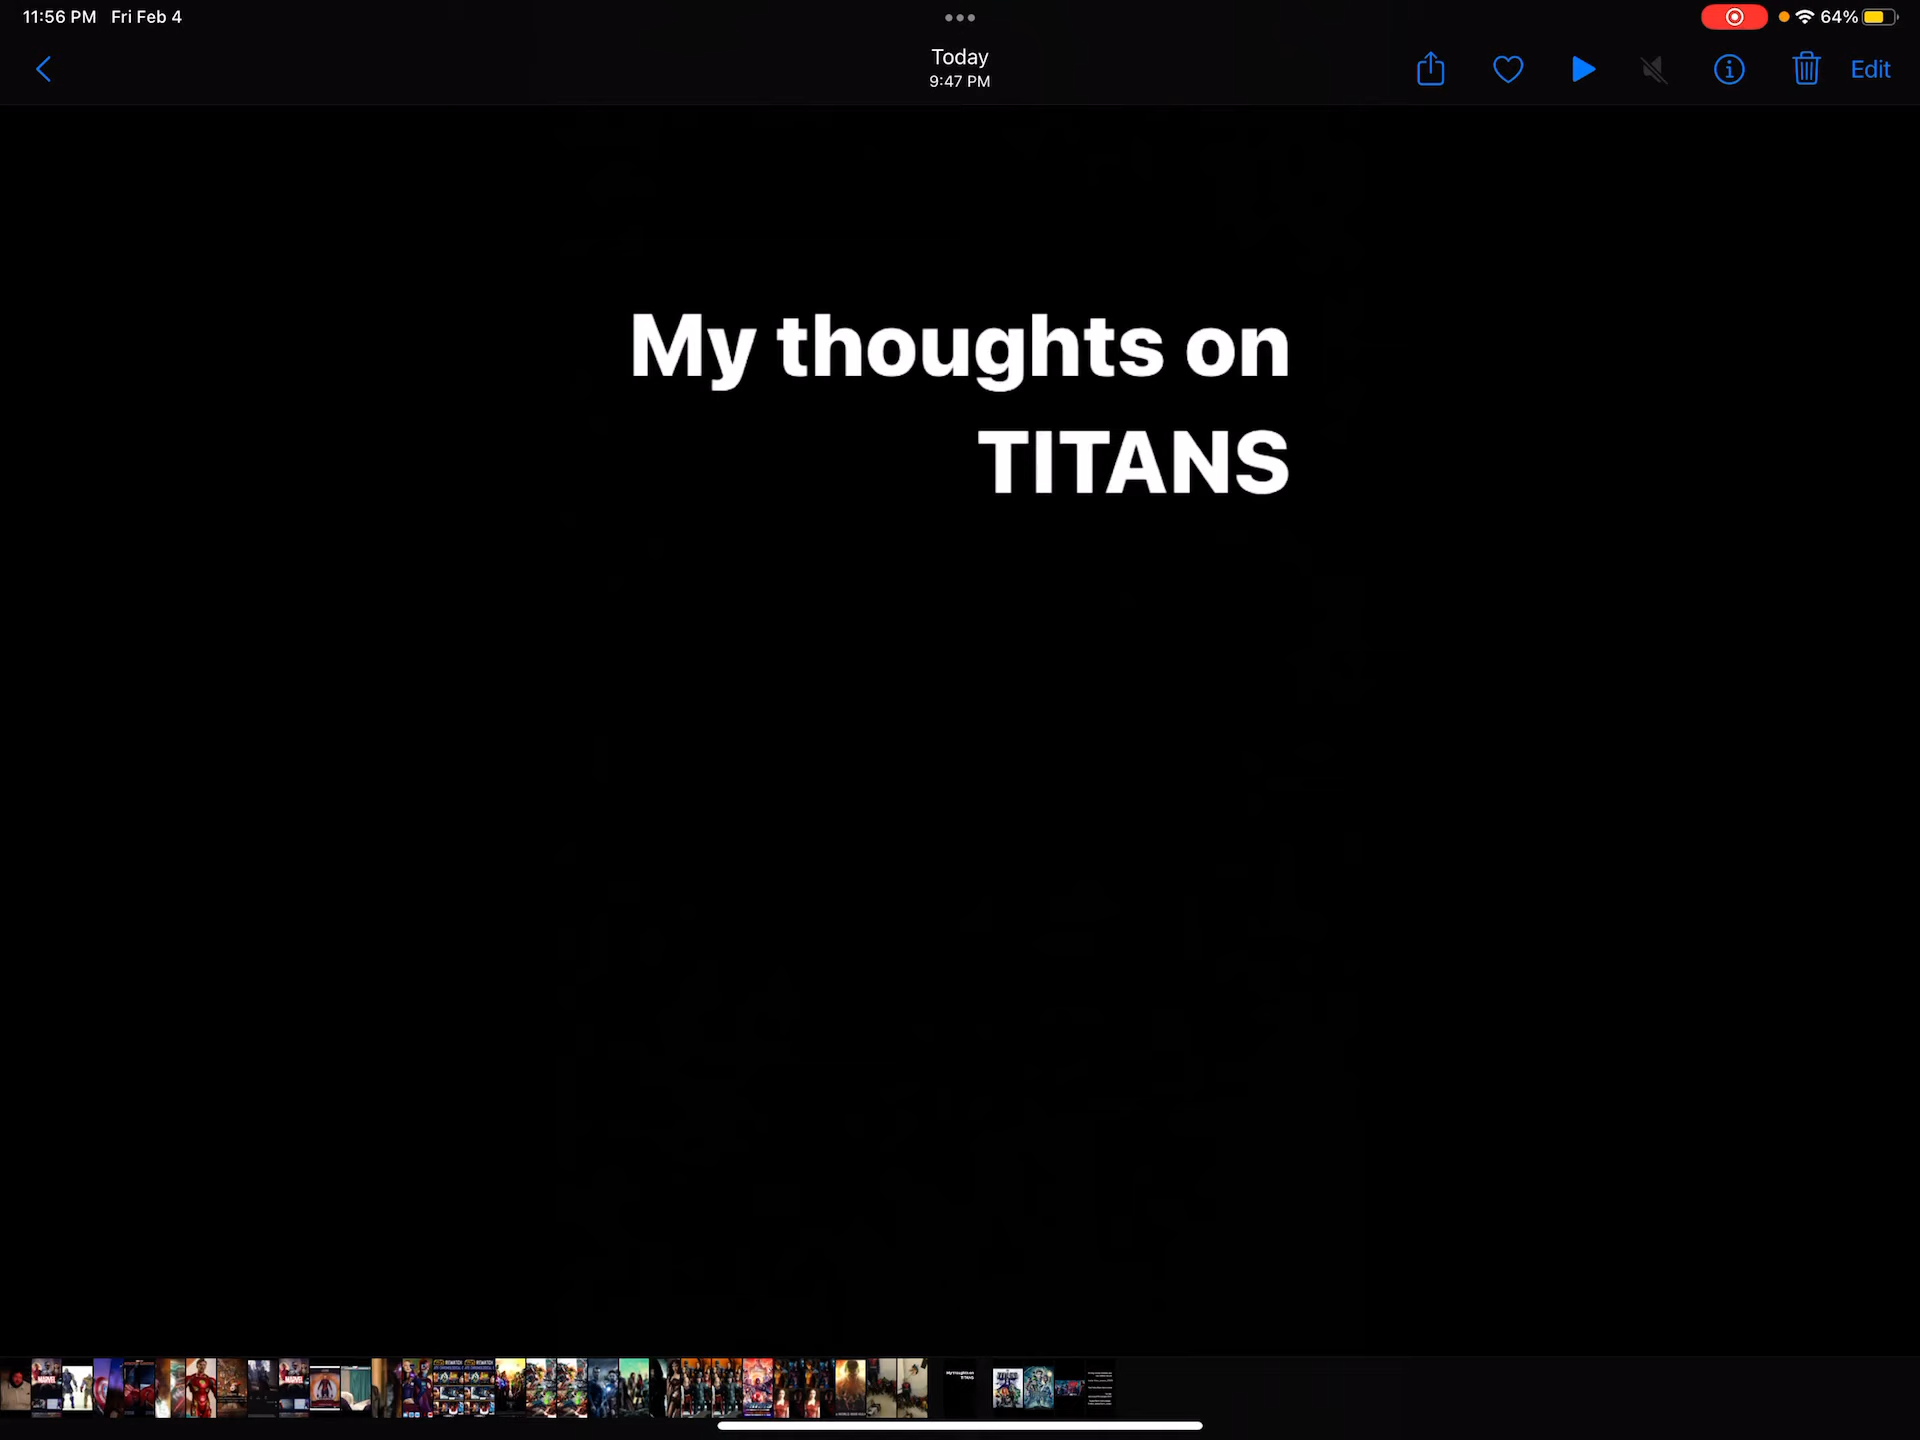 11:56 PM Fri Feb 4
64%
Today
9:47 PM
Edit
My thoughts on
TITANS